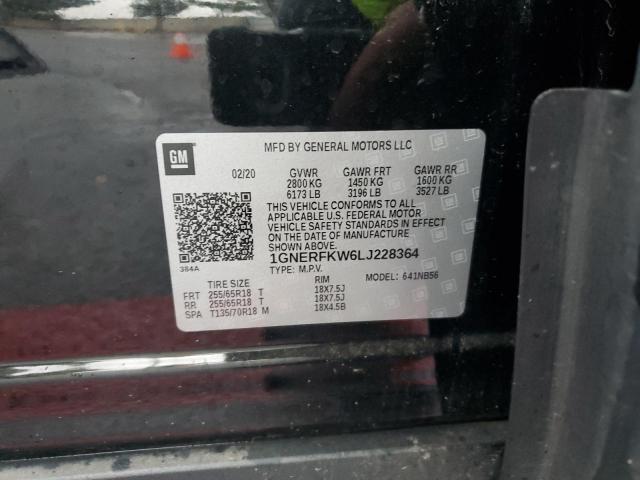 GM
MFD BY GENERAL MOTORS LLC
02/20 GVWR GAWR FRT GAWR RR
2800 KG 1450 KG 1600 KG
6173 LB 3196 LB 3527 LB
THIS VEHICLE CONFORMS TO ALL
APPLICABLE U.S. FEDERAL MOTOR
VEHICLE SAFETY STANDARDS IN EFFECT
ON THE DATE OF MANUFACTURE
SHOWN ABOVE.
384A
1GNERFKW6LJ228364
TYPE: M.P.V. MODEL: 641NB56
TIRE SIZE RIM
FRT 255/65R18 T 18X7.5J
RR 255/65R18 T 18X7.5J
SPA T135/70R18 M 18X4.5B